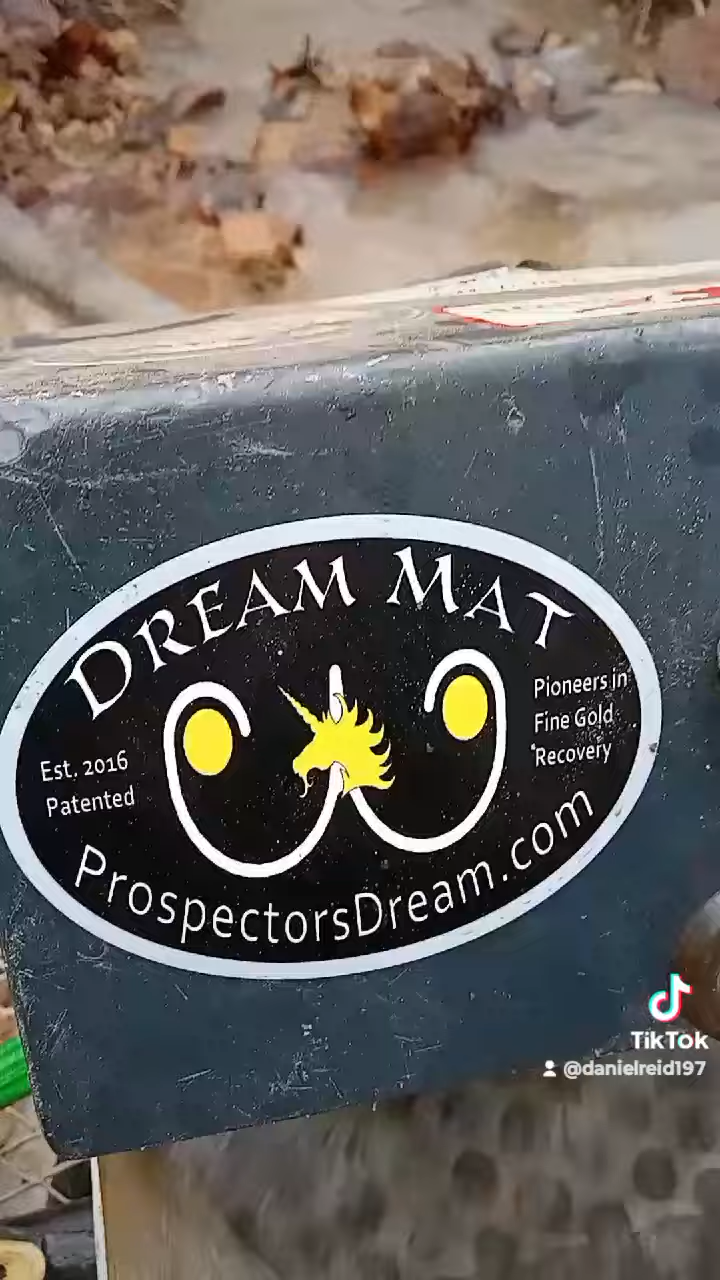 DREAM MAT
Est. 2016
Patented
Pioneers in
Fine Gold
Recovery
ProspectorsDream.com
TikTok
@danielreid197